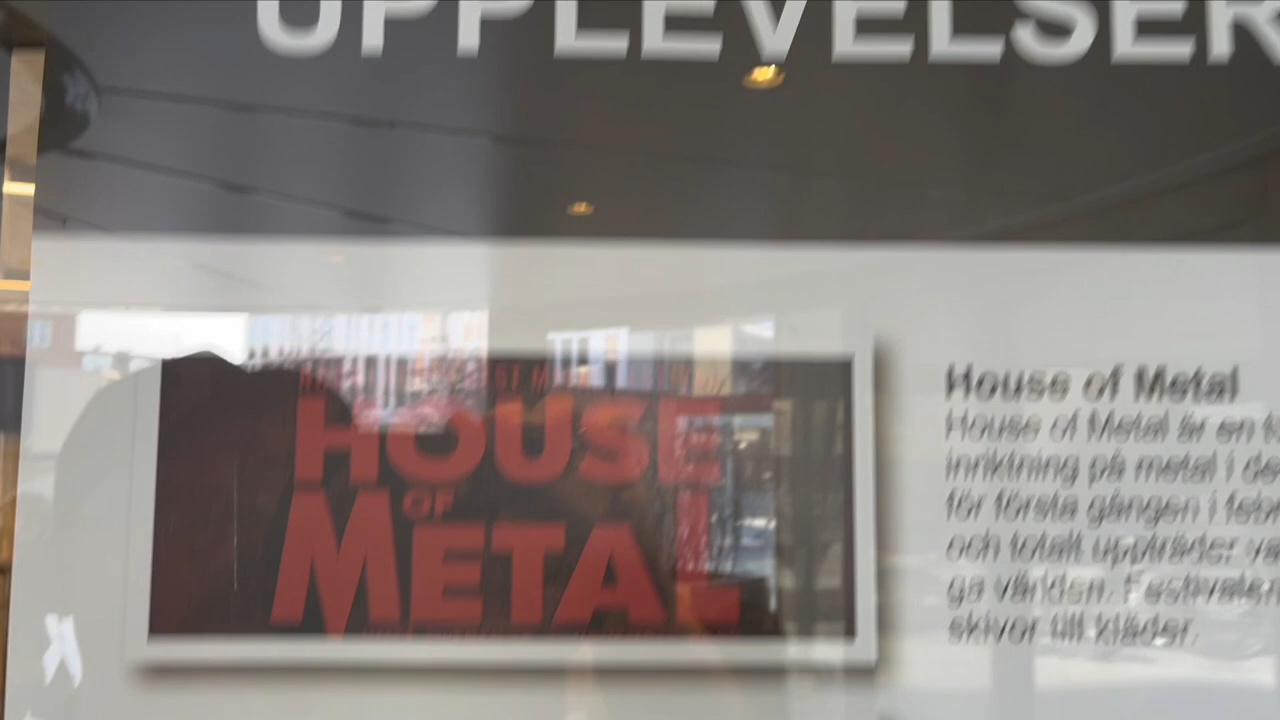 UPPLEVELSER
HOUSE
OF
METAL
House of Metal
House of Metal är en
inriktning på metal i de
för första gången i febr
och totalt uppträder va
ga världen. Festivalen
skivor till kläder.